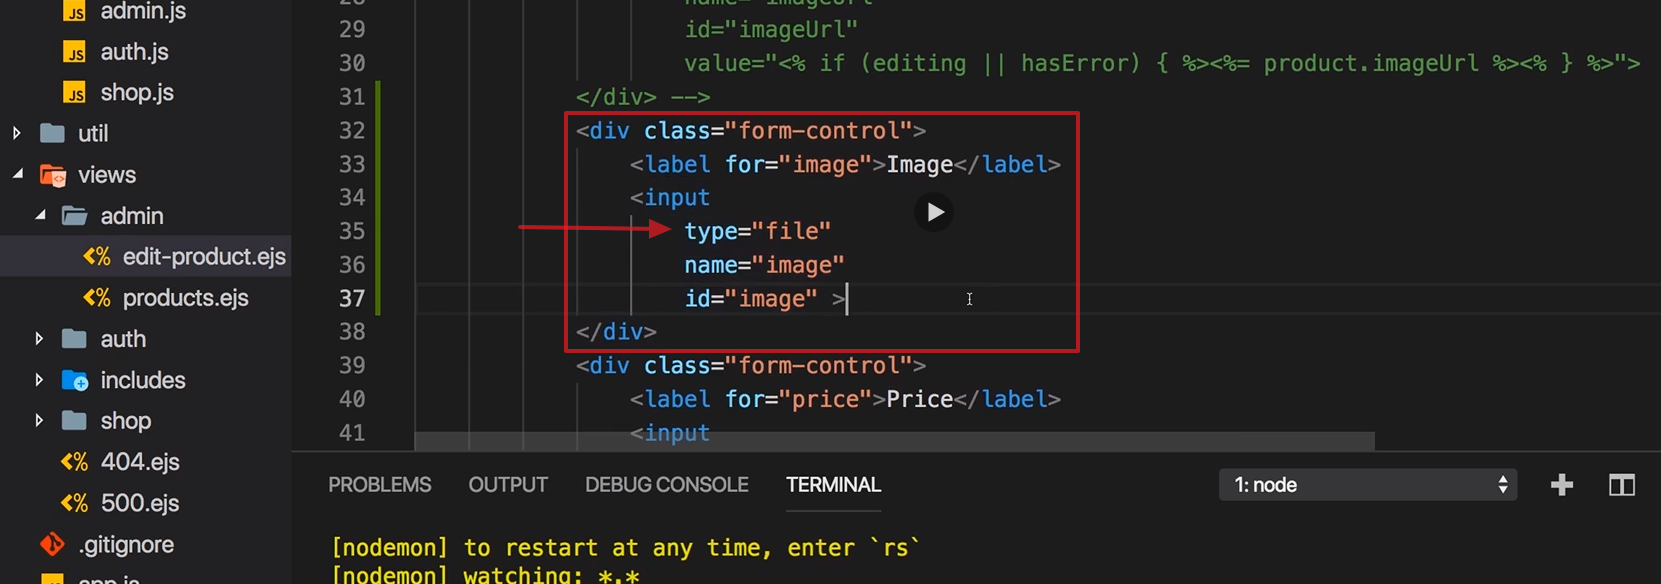 admin.js
auth.js
shop.js
util
views
admin
edit-product.ejs
products.ejs
auth
includes
shop
404.ejs
500.ejs
.gitignore
app.js
28 name="imageUrl"
29 id="imageUrl"
30 value="<% if (editing || hasError) { %><%= product.imageUrl %><% } %>">
31 </div> -->
32 <div class="form-control">
33 <label for="image">Image</label>
34 <input
35 type="file"
36 name="image"
37 id="image" >
38 </div>
39 <div class="form-control">
40 <label for="price">Price</label>
41 <input
PROBLEMS OUTPUT DEBUG CONSOLE TERMINAL 1: node
[nodemon] to restart at any time, enter `rs`
[nodemon] watching: *.*